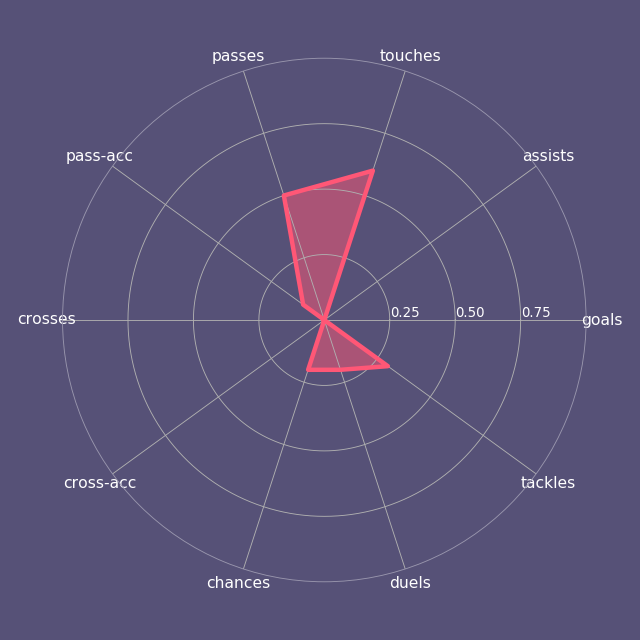 passes
touches
pass-acc
assists
crosses
0.25
0.50
0.75
goals
cross-acc
tackles
chances
duels